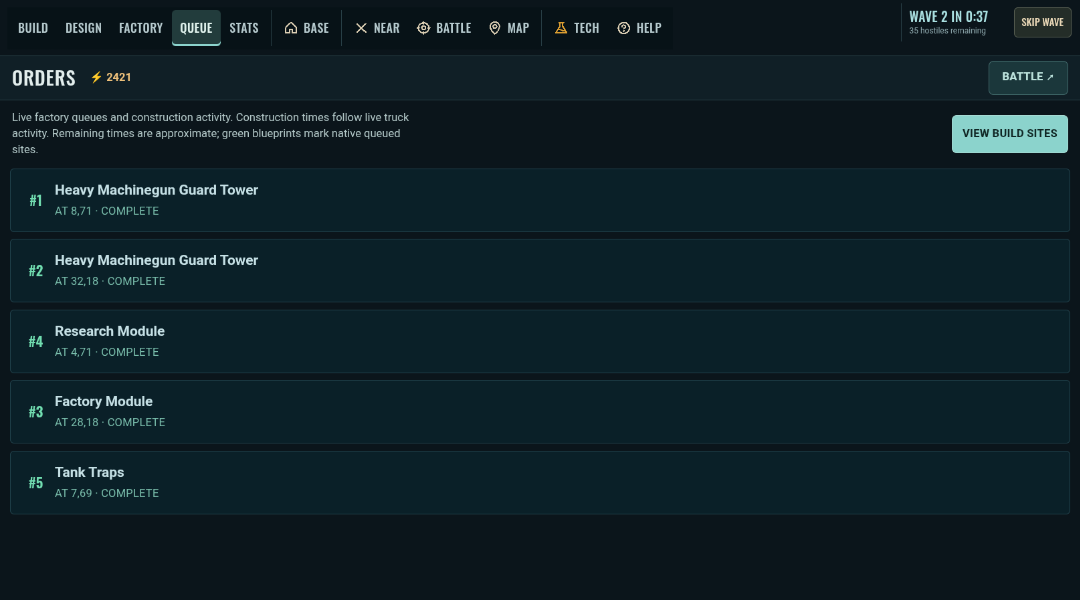 BUILD DESIGN FACTORY QUEUE STATS BASE NEAR BATTLE MAP TECH HELP
WAVE 2 IN 0:37
35 hostiles remaining
SKIP WAVE
ORDERS ⚡ 2421
BATTLE ↗
Live factory queues and construction activity. Construction times follow live truck
activity. Remaining times are approximate; green blueprints mark native queued
sites.
VIEW BUILD SITES
#1
Heavy Machinegun Guard Tower
AT 8,71 · COMPLETE
#2
Heavy Machinegun Guard Tower
AT 32,18 · COMPLETE
#4
Research Module
AT 4,71 · COMPLETE
#3
Factory Module
AT 28,18 · COMPLETE
#5
Tank Traps
AT 7,69 · COMPLETE